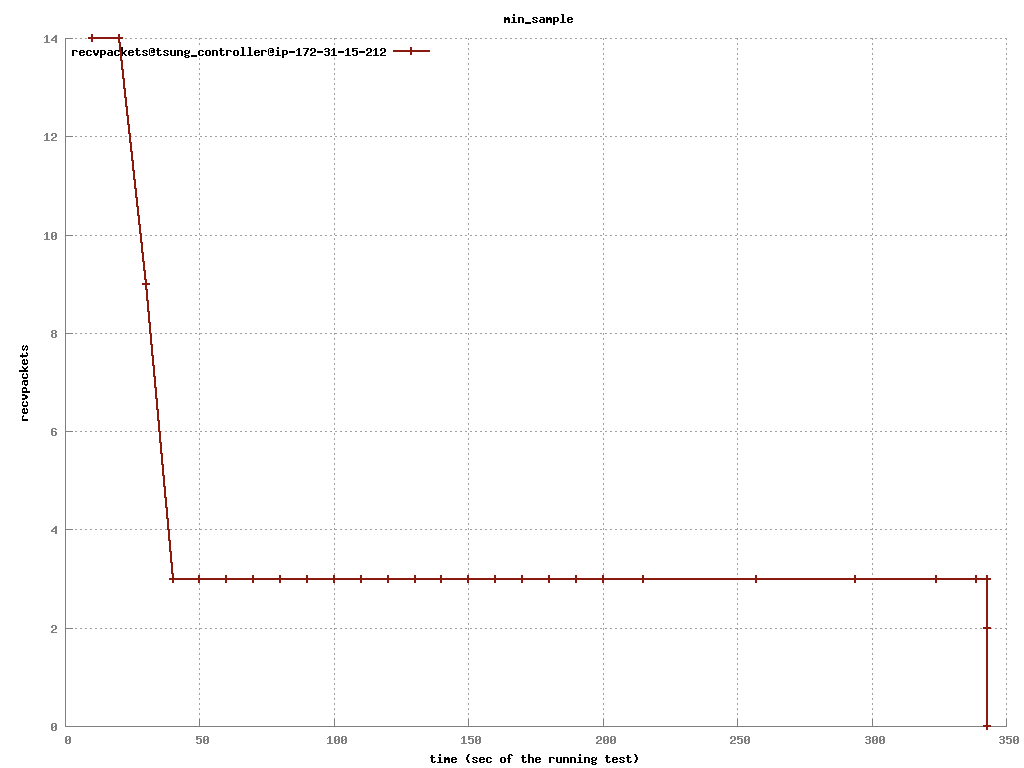 min_sample
recvpackets@tsung_controller@ip-172-31-15-212
14
12
10
8
6
4
2
0
recvpackets
0 50 100 150 200 250 300 350
time (sec of the running test)